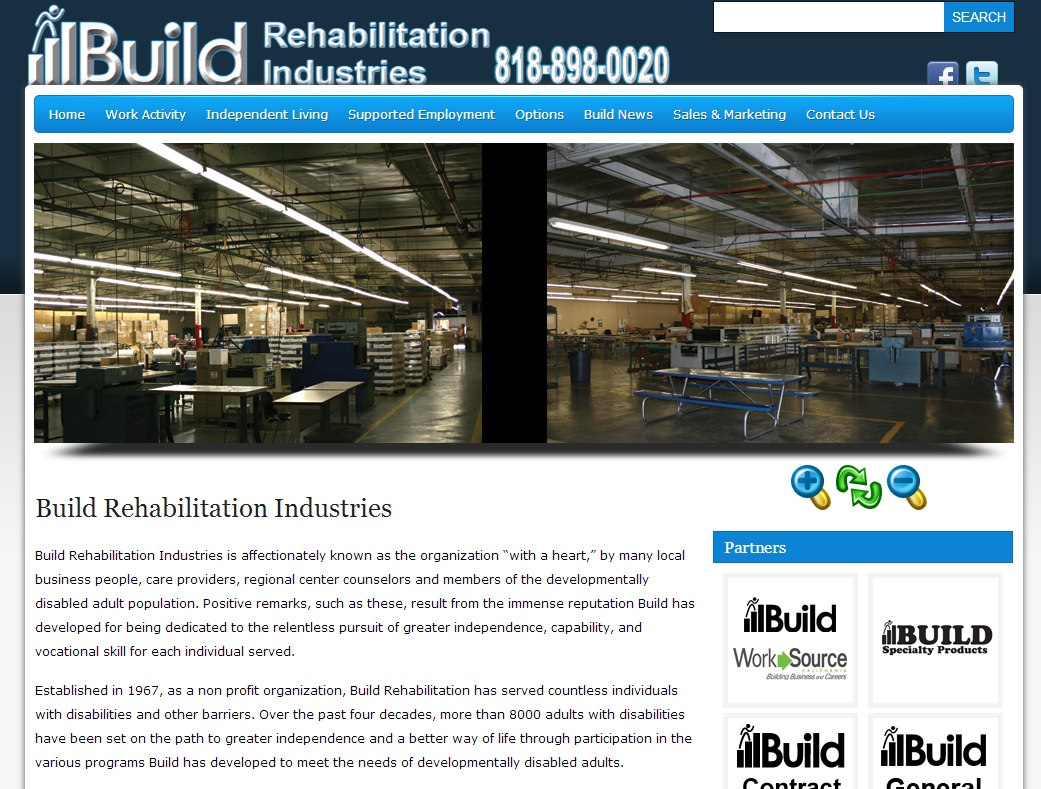 Build
Rehabilitation
Industries
818-898-0020
SEARCH
Home Work Activity Independent Living Supported Employment Options Build News Sales & Marketing Contact Us
Build Rehabilitation Industries
Build Rehabilitation Industries is affectionately known as the organization “with a heart,” by many local
business people, care providers, regional center counselors and members of the developmentally
disabled adult population. Positive remarks, such as these, result from the immense reputation Build has
developed for being dedicated to the relentless pursuit of greater independence, capability, and
vocational skill for each individual served.
Established in 1967, as a non profit organization, Build Rehabilitation has served countless individuals
with disabilities and other barriers. Over the past four decades, more than 8000 adults with disabilities
have been set on the path to greater independence and a better way of life through participation in the
various programs Build has developed to meet the needs of developmentally disabled adults.
Partners
Build
WorkSource
CALIFORNIA
Building Business and Careers
BUILD
Specialty Products
Build
Contract
Build
General